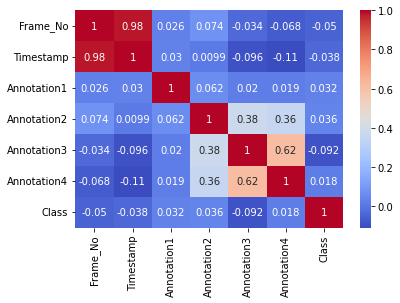 Frame_No 1 0.98 0.026 0.074 -0.034 -0.068 -0.05
Timestamp 0.98 1 0.03 0.0099 -0.096 -0.11 -0.038
Annotation1 0.026 0.03 1 0.062 0.02 0.019 0.032
Annotation2 0.074 0.0099 0.062 1 0.38 0.36 0.036
Annotation3 -0.034 -0.096 0.02 0.38 1 0.62 -0.092
Annotation4 -0.068 -0.11 0.019 0.36 0.62 1 0.018
Class -0.05 -0.038 0.032 0.036 -0.092 0.018 1
Frame_No
Timestamp
Annotation1
Annotation2
Annotation3
Annotation4
Class
1.0
0.8
0.6
0.4
0.2
0.0